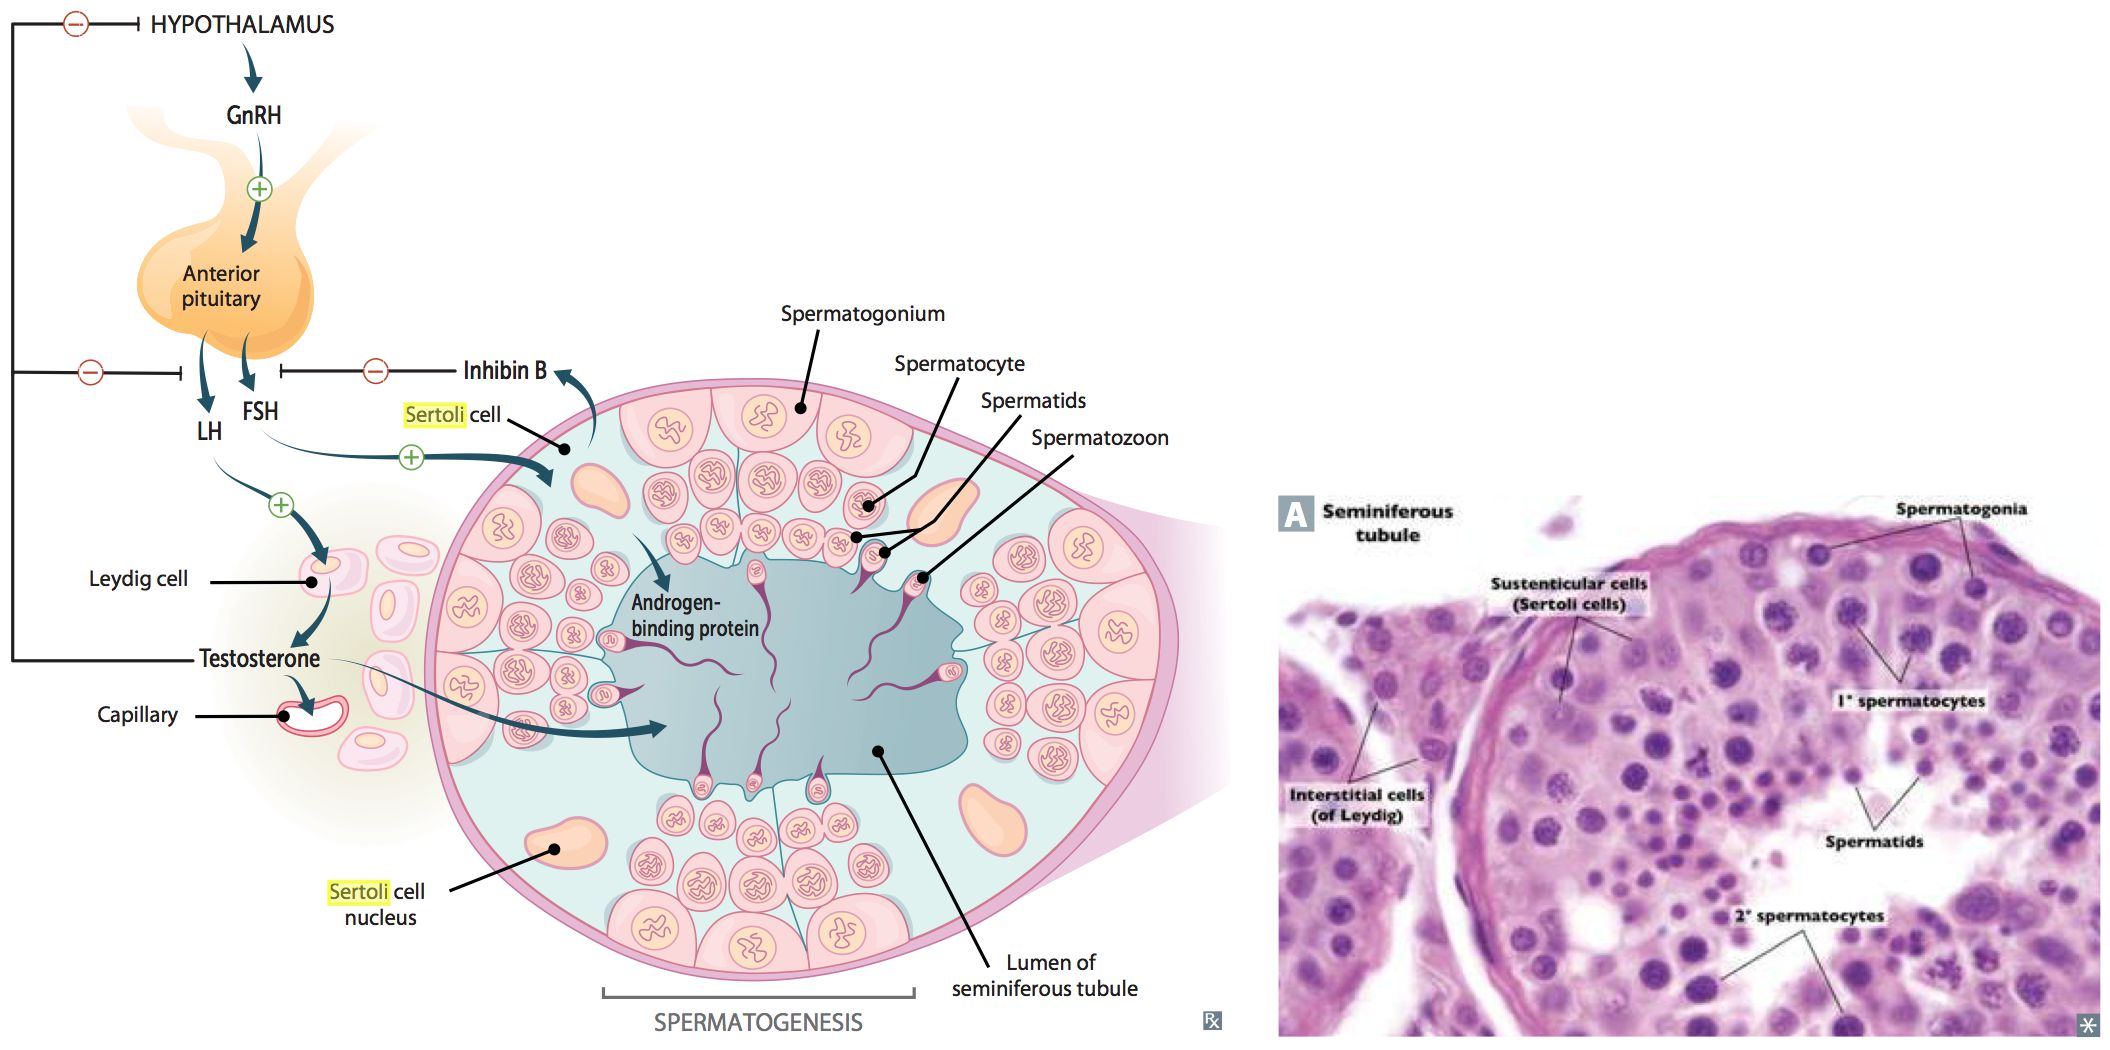 HYPOTHALAMUS
GnRH
Anterior
pituitary
LH
FSH
Inhibin B
Sertoli cell
Leydig cell
Testosterone
Capillary
Androgen-
binding protein
Spermatogonium
Spermatocyte
Spermatids
Spermatozoon
Sertoli cell
nucleus
Lumen of
seminiferous tubule
SPERMATOGENESIS
Rx
A
Seminiferous
tubule
Spermatogonia
Sustenticular cells
(Sertoli cells)
1° spermatocytes
Interstitial cells
(of Leydig)
Spermatids
2° spermatocytes